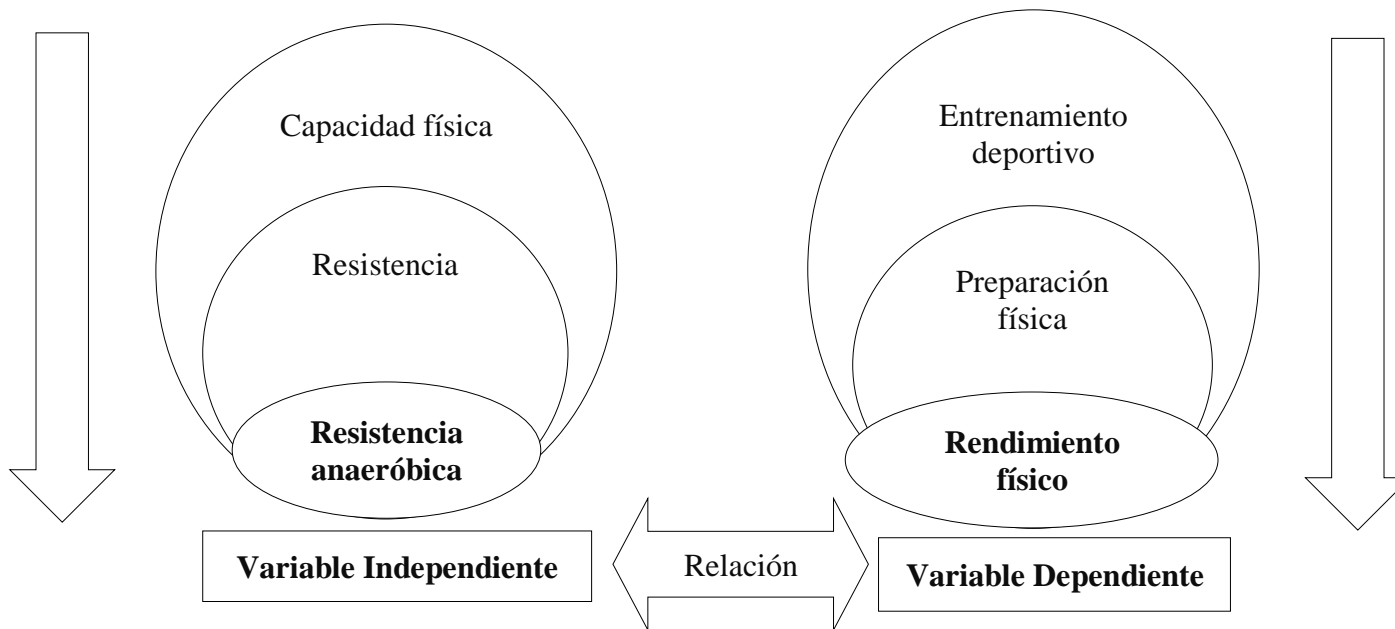 Capacidad física
Resistencia
Resistencia
anaeróbica
Variable Independiente
Relación
Entrenamiento
deportivo
Preparación
física
Rendimiento
físico
Variable Dependiente